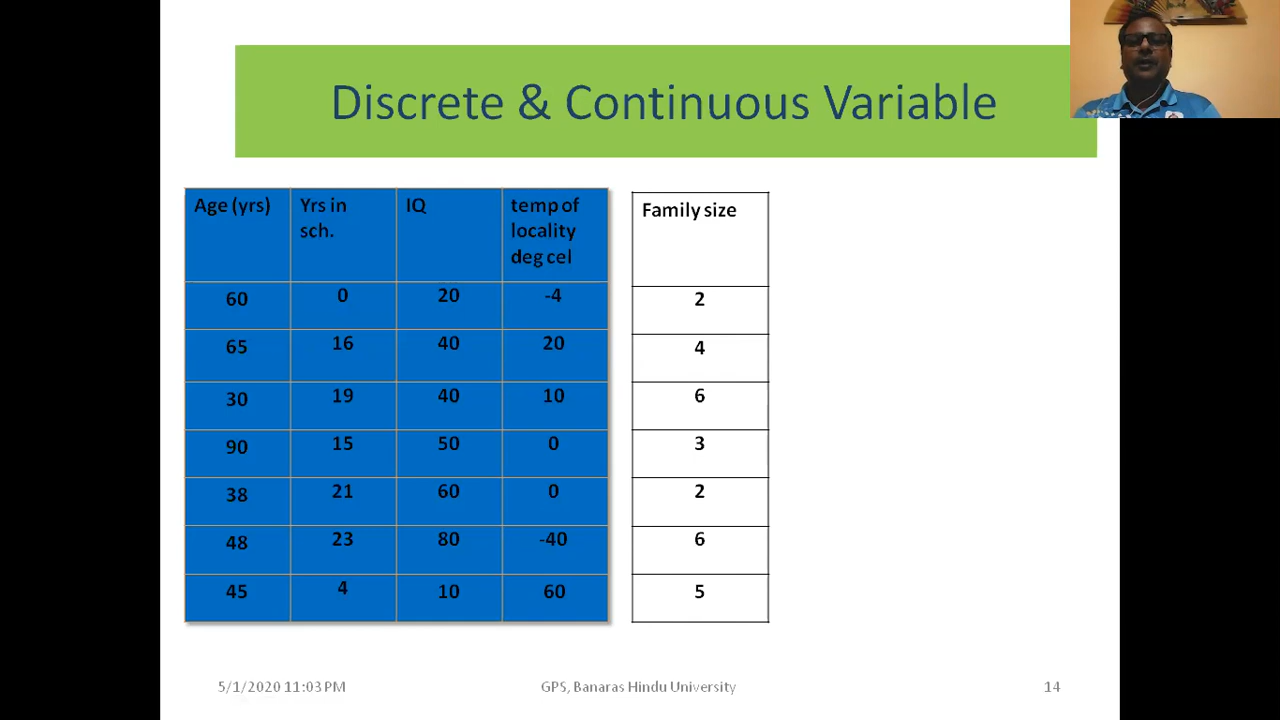 Discrete & Continuous Variable
Age (yrs) Yrs in sch. IQ temp of locality deg cel Family size
60 0 20 -4 2
65 16 40 20 4
30 19 40 10 6
90 15 50 0 3
38 21 60 0 2
48 23 80 -40 6
45 4 10 60 5
5/1/2020 11:03 PM GPS, Banaras Hindu University 14